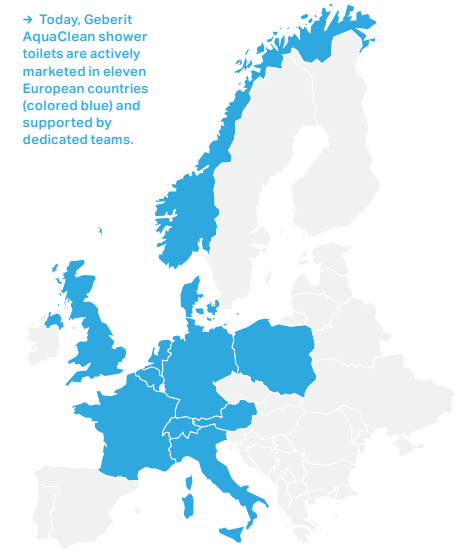 → Today, Geberit
AquaClean shower
toilets are actively
marketed in eleven
European countries
(colored blue) and
supported by
dedicated teams.